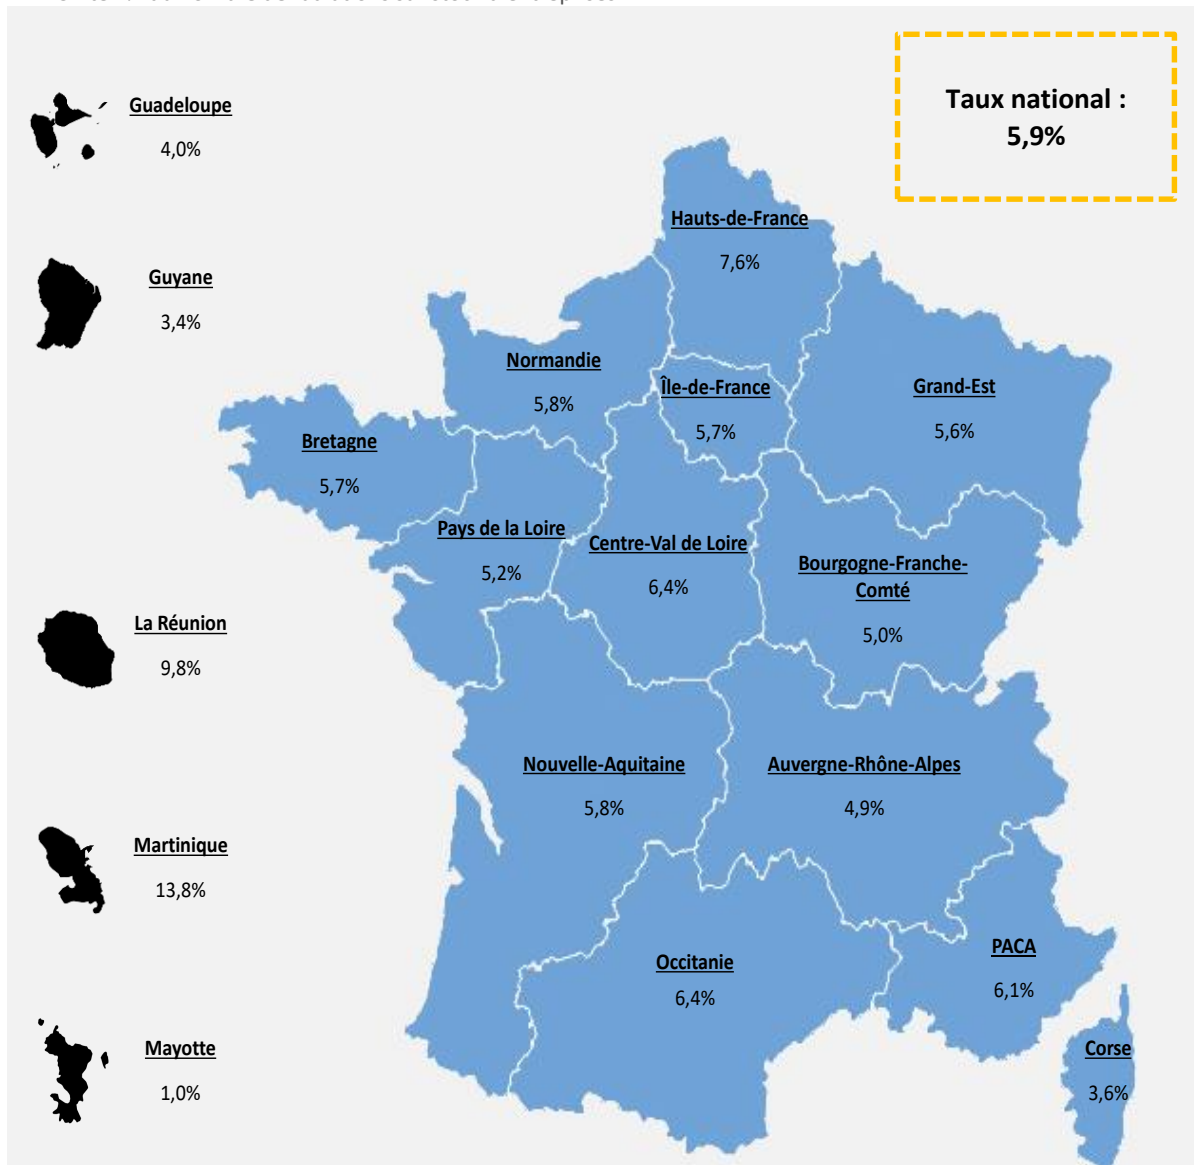 Taux national :
5,9%
Guadeloupe
4,0%
Hauts-de-France
7,6%
Guyane
3,4%
Normandie
5,8%
Île-de-France
5,7%
Grand-Est
5,6%
Bretagne
5,7%
Pays de la Loire
5,2%
Centre-Val de Loire
6,4%
Bourgogne-Franche-
Comté
5,0%
La Réunion
9,8%
Nouvelle-Aquitaine
5,8%
Auvergne-Rhône-Alpes
4,9%
Martinique
13,8%
Occitanie
6,4%
PACA
6,1%
Mayotte
1,0%
Corse
3,6%